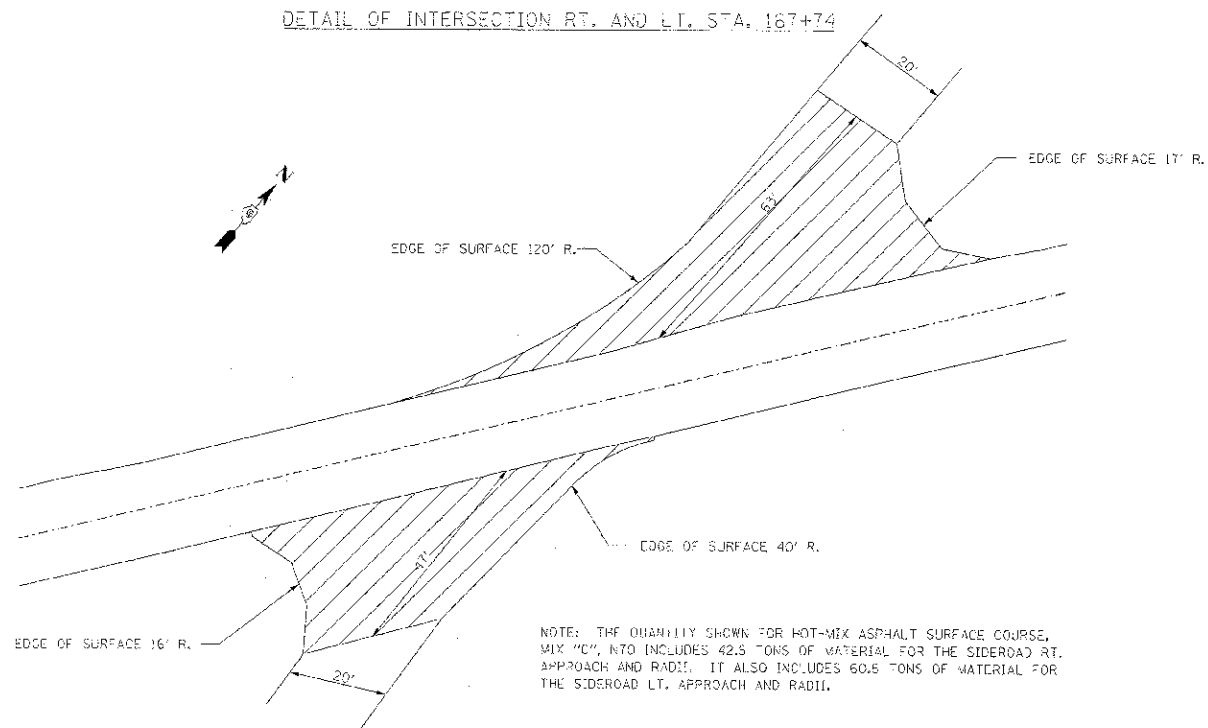 DETAIL OF INTERSECTION RT. AND LT. STA. 187+74
20'
EDGE OF SURFACE 17' R.
N
63'
EDGE OF SURFACE 120' R.
EDGE OF SURFACE 40' R.
47'
EDGE OF SURFACE 16' R.
20'
NOTE: THE QUANTITY SHOWN FOR HOT-MIX ASPHALT SURFACE COURSE,
MIX "C", N70 INCLUDES 42.5 TONS OF MATERIAL FOR THE SIDEROAD RT.
APPROACH AND RADII. IT ALSO INCLUDES 60.5 TONS OF MATERIAL FOR
THE SIDEROAD LT. APPROACH AND RADII.